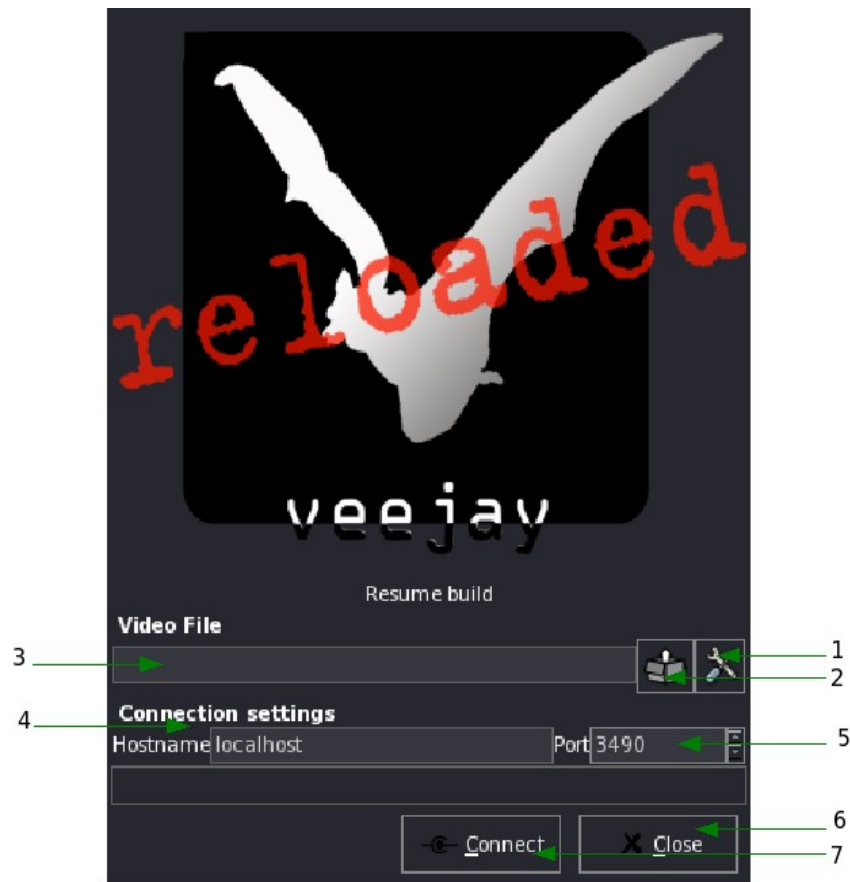 reloaded
veejay
Resume build
Video File
3
1
2
Connection settings
4
Hostname localhost Port 3490
5
Connect Close
6
7